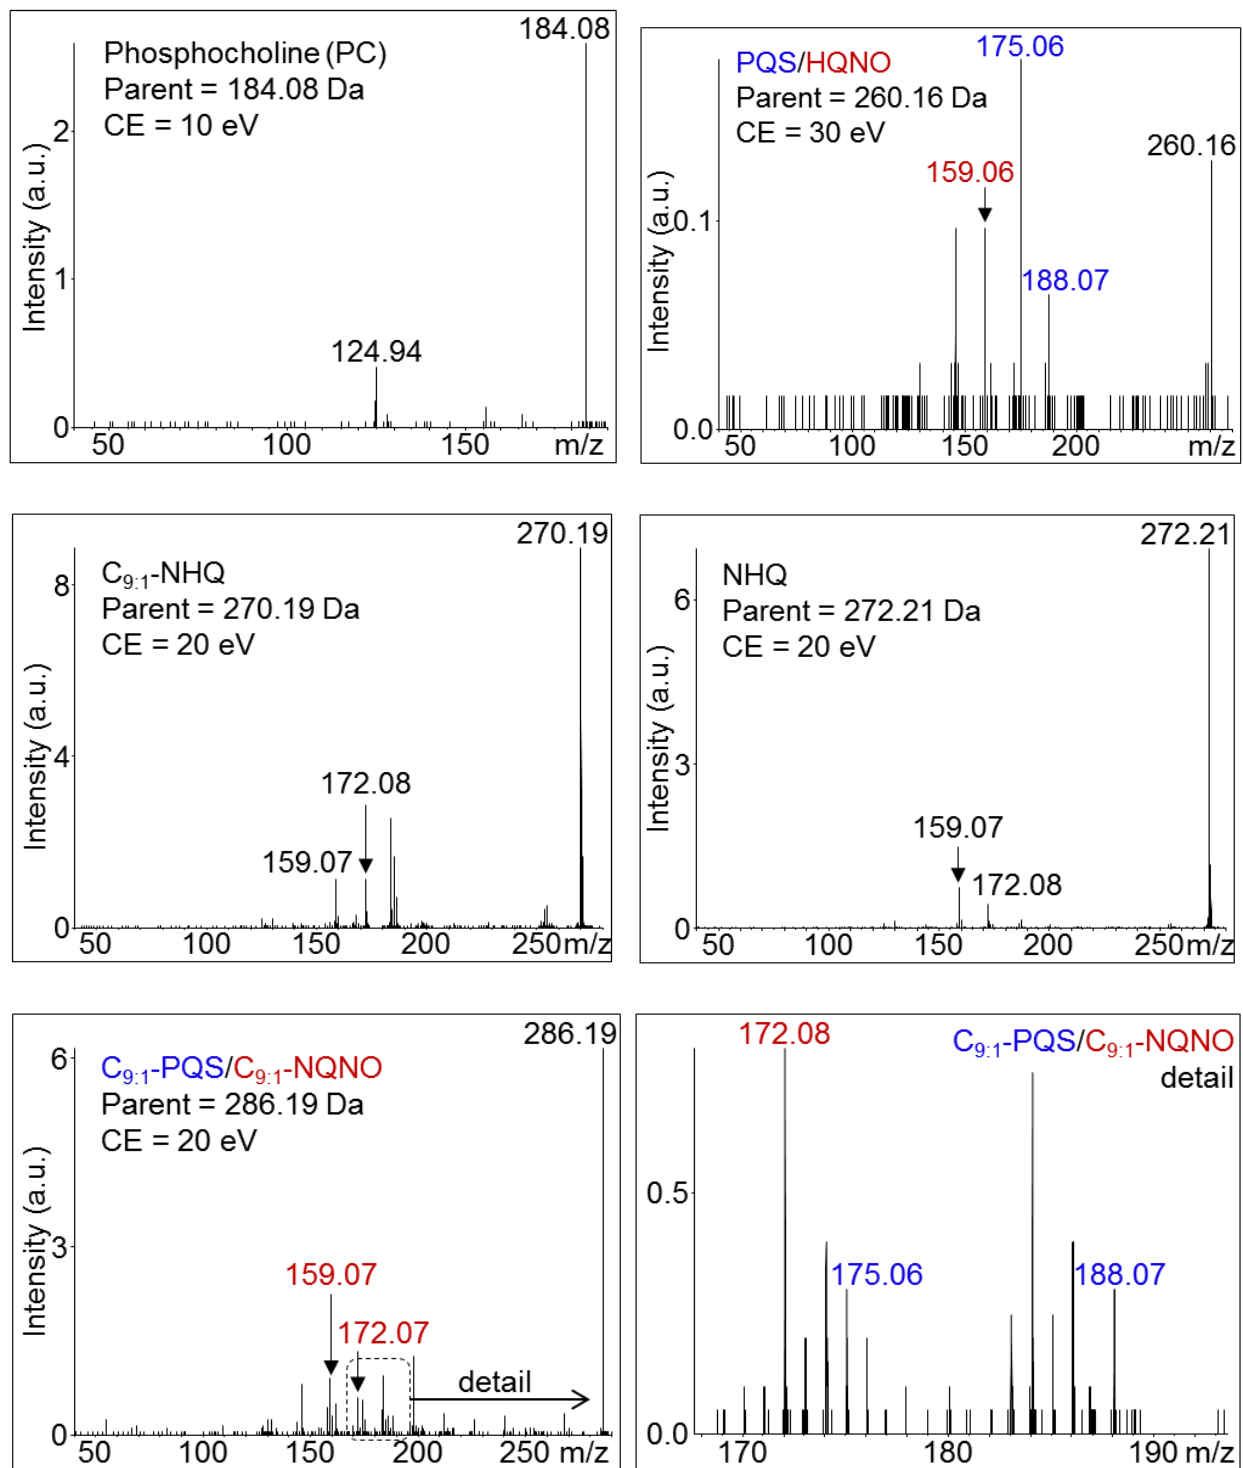 184.08
Phosphocholine (PC)
Parent = 184.08 Da
CE = 10 eV
Intensity (a.u.)
2
1
0
124.94
50 100 150 m/z
175.06
PQS/HQNO
Parent = 260.16 Da
CE = 30 eV
260.16
159.06
188.07
Intensity (a.u.)
0.1
0.0
50 100 150 200 m/z
270.19
C9:1-NHQ
Parent = 270.19 Da
CE = 20 eV
Intensity (a.u.)
8
4
0
172.08
159.07
50 100 150 200 250 m/z
272.21
NHQ
Parent = 272.21 Da
CE = 20 eV
Intensity (a.u.)
6
3
0
159.07
172.08
50 100 150 200 250 m/z
286.19
C9:1-PQS/C9:1-NQNO
Parent = 286.19 Da
CE = 20 eV
Intensity (a.u.)
6
3
0
159.07
172.07
detail
50 100 150 200 250 m/z
172.08
C9:1-PQS/C9:1-NQNO
detail
0.5
0.0
175.06
188.07
170 180 190 m/z